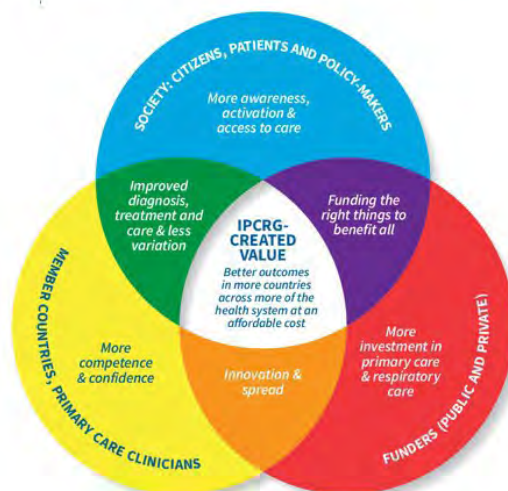 SOCIETY: CITIZENS, PATIENTS AND POLICY-MAKERS
More awareness,
activation &
access to care
Improved
diagnosis,
treatment and
care & less
variation
Funding the
right things to
benefit all
IPCRG-
CREATED
VALUE
Better outcomes
in more countries
across more of the
health system at an
affordable cost
MEMBER COUNTRIES, PRIMARY CARE CLINICIANS
More
competence
& confidence
Innovation &
spread
More
investment in
primary care
& respiratory
care
FUNDERS (PUBLIC AND PRIVATE)